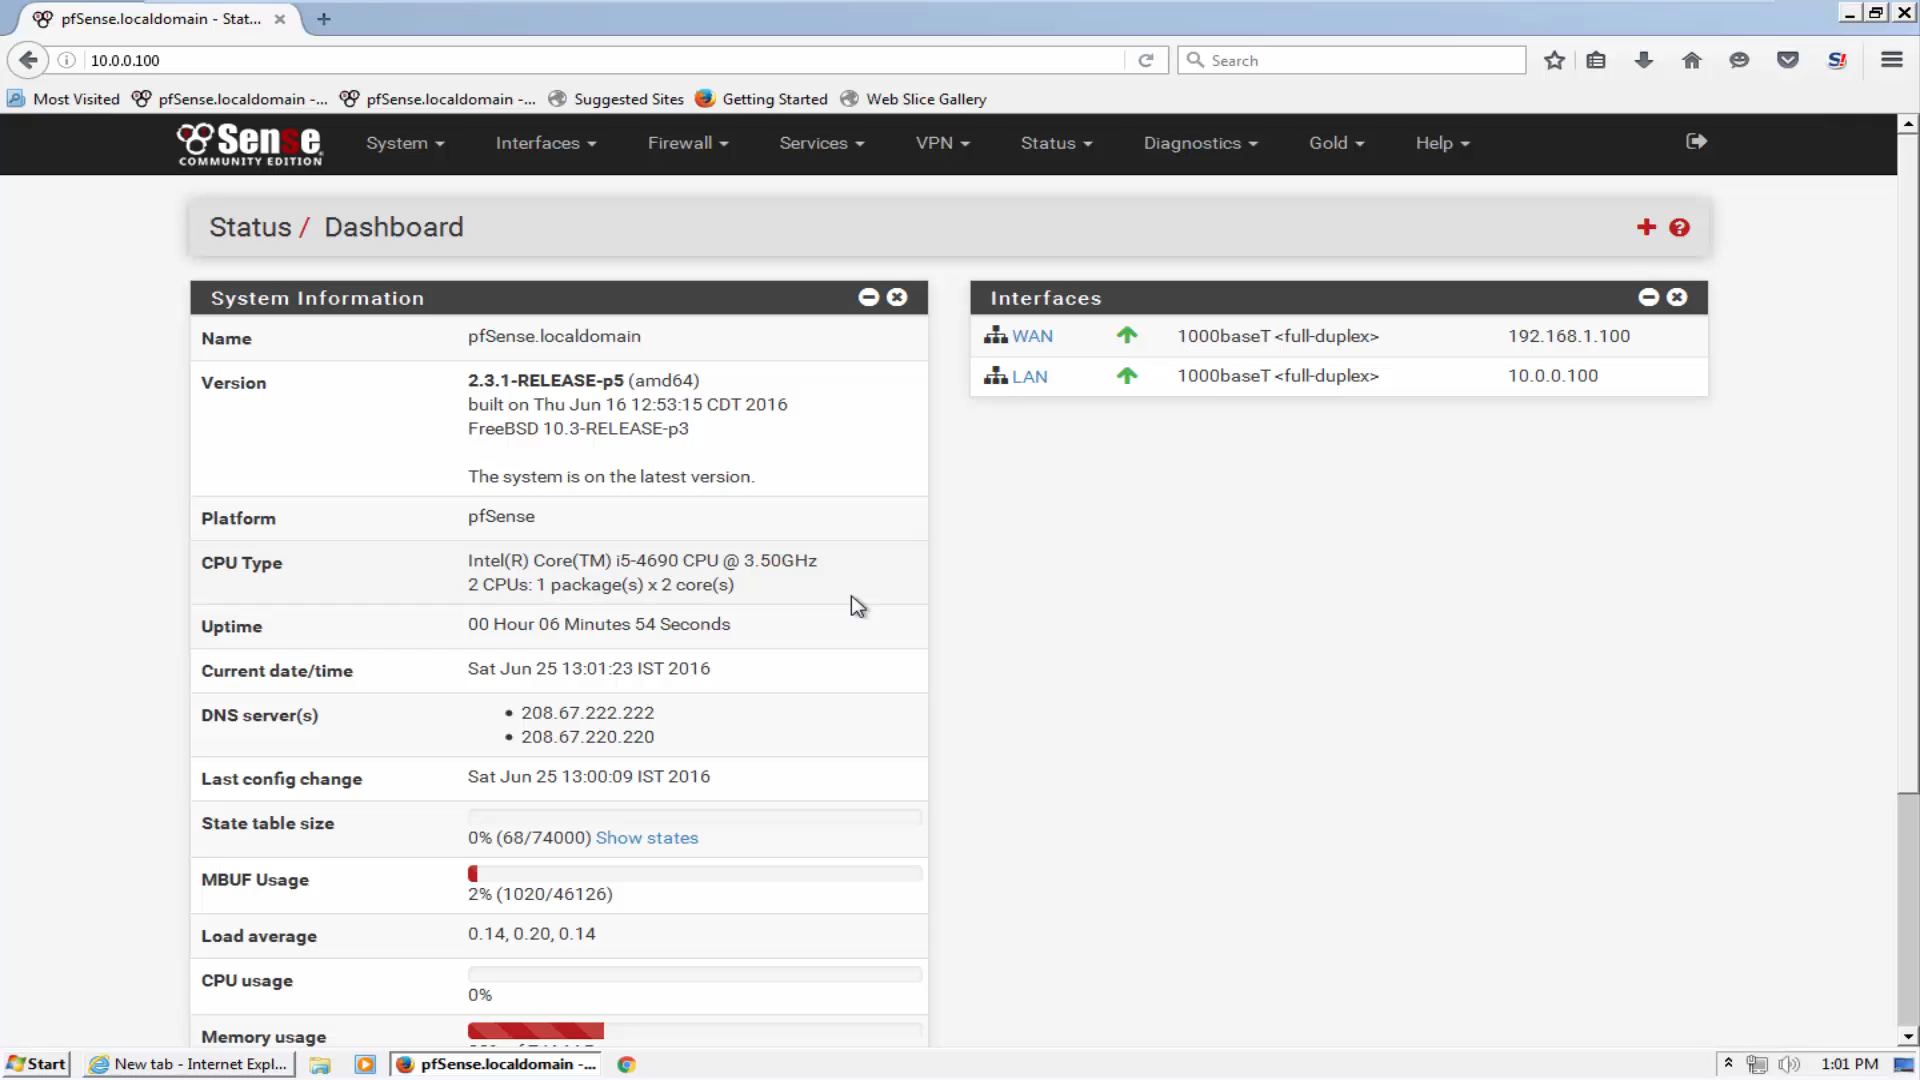 pfSense.localdomain - Stat...
10.0.0.100
Search
Most Visited
pfSense.localdomain -...
pfSense.localdomain -...
Suggested Sites
Getting Started
Web Slice Gallery
Sense
COMMUNITY EDITION
System
Interfaces
Firewall
Services
VPN
Status
Diagnostics
Gold
Help
Status / Dashboard
System Information
Name pfSense.localdomain
Version 2.3.1-RELEASE-p5 (amd64)
built on Thu Jun 16 12:53:15 CDT 2016
FreeBSD 10.3-RELEASE-p3
The system is on the latest version.
Platform pfSense
CPU Type Intel(R) Core(TM) i5-4690 CPU @ 3.50GHz
2 CPUs: 1 package(s) x 2 core(s)
Uptime 00 Hour 06 Minutes 54 Seconds
Current date/time Sat Jun 25 13:01:23 IST 2016
DNS server(s) • 208.67.222.222
• 208.67.220.220
Last config change Sat Jun 25 13:00:09 IST 2016
State table size 0% (68/74000) Show states
MBUF Usage 2% (1020/46126)
Load average 0.14, 0.20, 0.14
CPU usage 0%
Memory usage
Interfaces
WAN 1000baseT <full-duplex> 192.168.1.100
LAN 1000baseT <full-duplex> 10.0.0.100
Start
New tab - Internet Expl...
pfSense.localdomain -...
1:01 PM